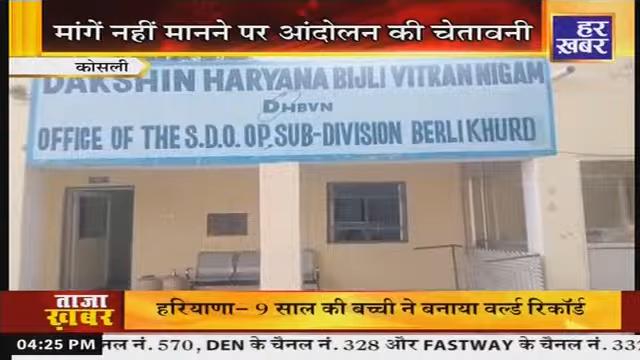 मांगें नहीं मानने पर आंदोलन की चेतावनी
हर
ख़बर
कोसली
DAKSHIN HARYANA BIJLI VITRAN NIGAM
DHBVN
OFFICE OF THE S.D.O. OP. SUB-DIVISION BERLI KHURD
ताजा
ख़बर
हरियाणा- 9 साल की बच्ची ने बनाया वर्ल्ड रिकॉर्ड
04:25 PM नल नं. 570, DEN के चैनल नं. 328 और FASTWAY के चैनल नं. 33